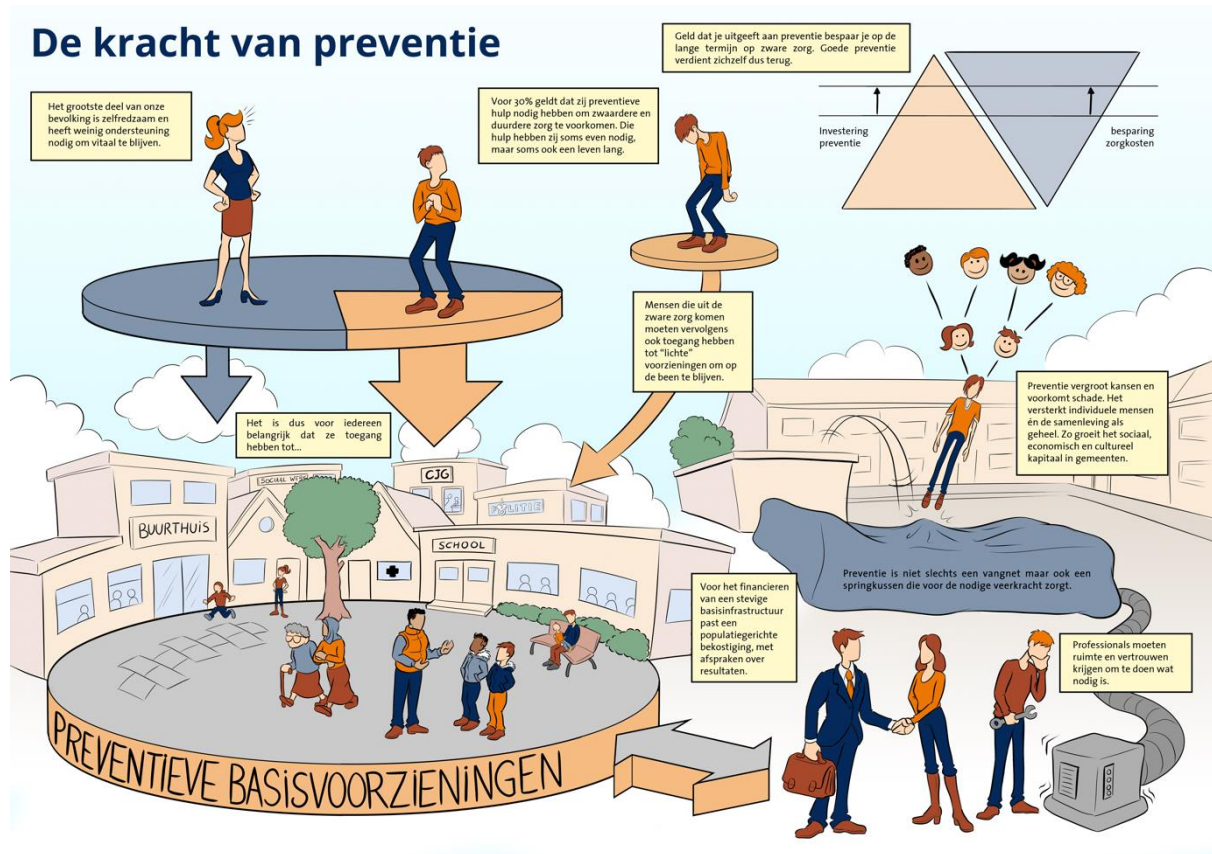 De kracht van preventie
Het grootste deel van onze
bevolking is zelfredzaam en
heeft weinig ondersteuning
nodig om vitaal te blijven.
Voor 30% geldt dat zij preventieve
hulp nodig hebben om zwaardere en
duurdere zorg te voorkomen. Die
hulp hebben zij soms even nodig,
maar soms ook een leven lang.
Geld dat je uitgeeft aan preventie bespaar je op de
lange termijn op zware zorg. Goede preventie
verdient zichzelf dus terug.
Investering
preventie
besparing
zorgkosten
Mensen die uit de
zware zorg komen
moeten vervolgens
ook toegang hebben
tot "lichte"
voorzieningen om op
de been te blijven.
Het is dus voor iedereen
belangrijk dat ze toegang
hebben tot...
Preventie vergroot kansen en
voorkomt schade. Het
versterkt individuele mensen
én de samenleving als
geheel. Zo groeit het sociaal,
economisch en cultureel
kapitaal in gemeenten.
BUURTHUIS
SOCIAAL
CJG
POLITIE
SCHOOL
Preventie is niet slechts een vangnet maar ook een
springkussen die voor de nodige veerkracht zorgt.
Voor het financieren
van een stevige
basisinfrastructuur
past een
populatiegerichte
bekostiging, met
afspraken over
resultaten.
Professionals moeten
ruimte en vertrouwen
krijgen om te doen wat
nodig is.
PREVENTIEVE BASISVOORZIENINGEN